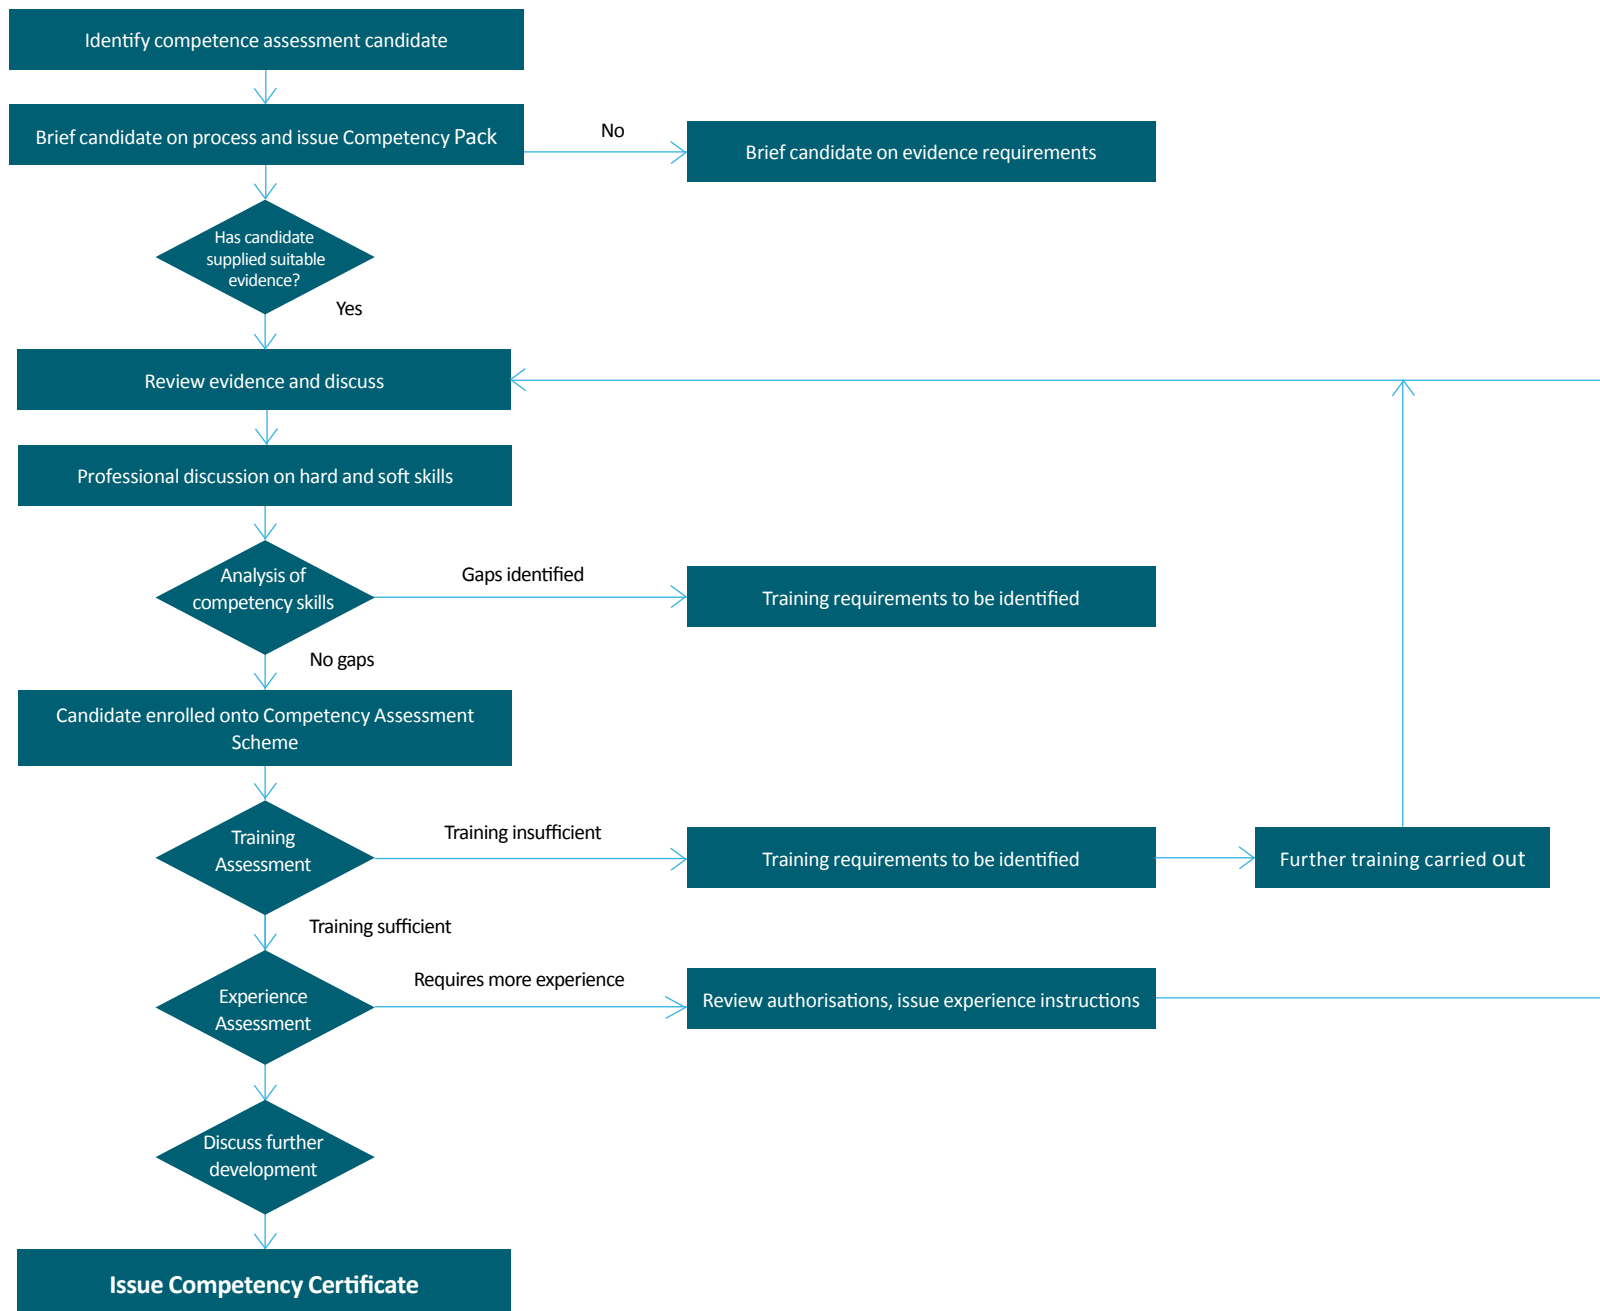 Identify competence assessment candidate
Brief candidate on process and issue Competency Pack
No
Brief candidate on evidence requirements
Has candidate
supplied suitable
evidence?
Yes
Review evidence and discuss
Professional discussion on hard and soft skills
Analysis of
competency skills
Gaps identified
Training requirements to be identified
No gaps
Candidate enrolled onto Competency Assessment
Scheme
Training
Assessment
Training insufficient
Training requirements to be identified
Further training carried out
Training sufficient
Experience
Assessment
Requires more experience
Review authorisations, issue experience instructions
Discuss further
development
Issue Competency Certificate